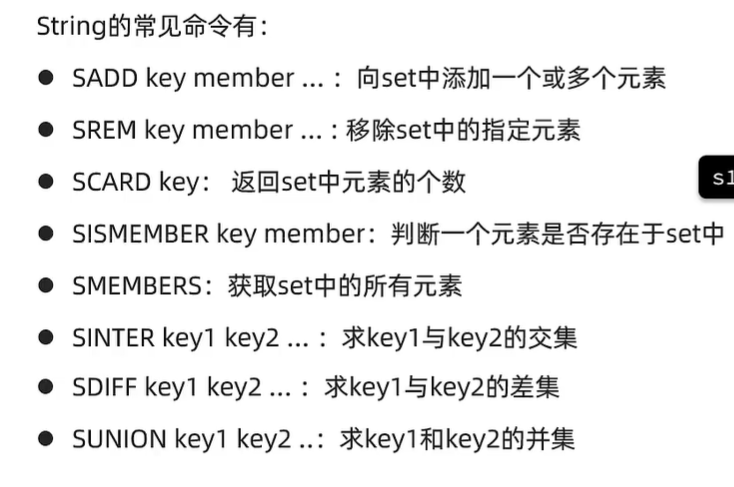 String的常见命令有：
● SADD key member ... ：向set中添加一个或多个元素
● SREM key member ... : 移除set中的指定元素
● SCARD key： 返回set中元素的个数
s1
● SISMEMBER key member：判断一个元素是否存在于set中
● SMEMBERS：获取set中的所有元素
● SINTER key1 key2 ... ：求key1与key2的交集
● SDIFF key1 key2 ... ：求key1与key2的差集
● SUNION key1 key2 ..：求key1和key2的并集